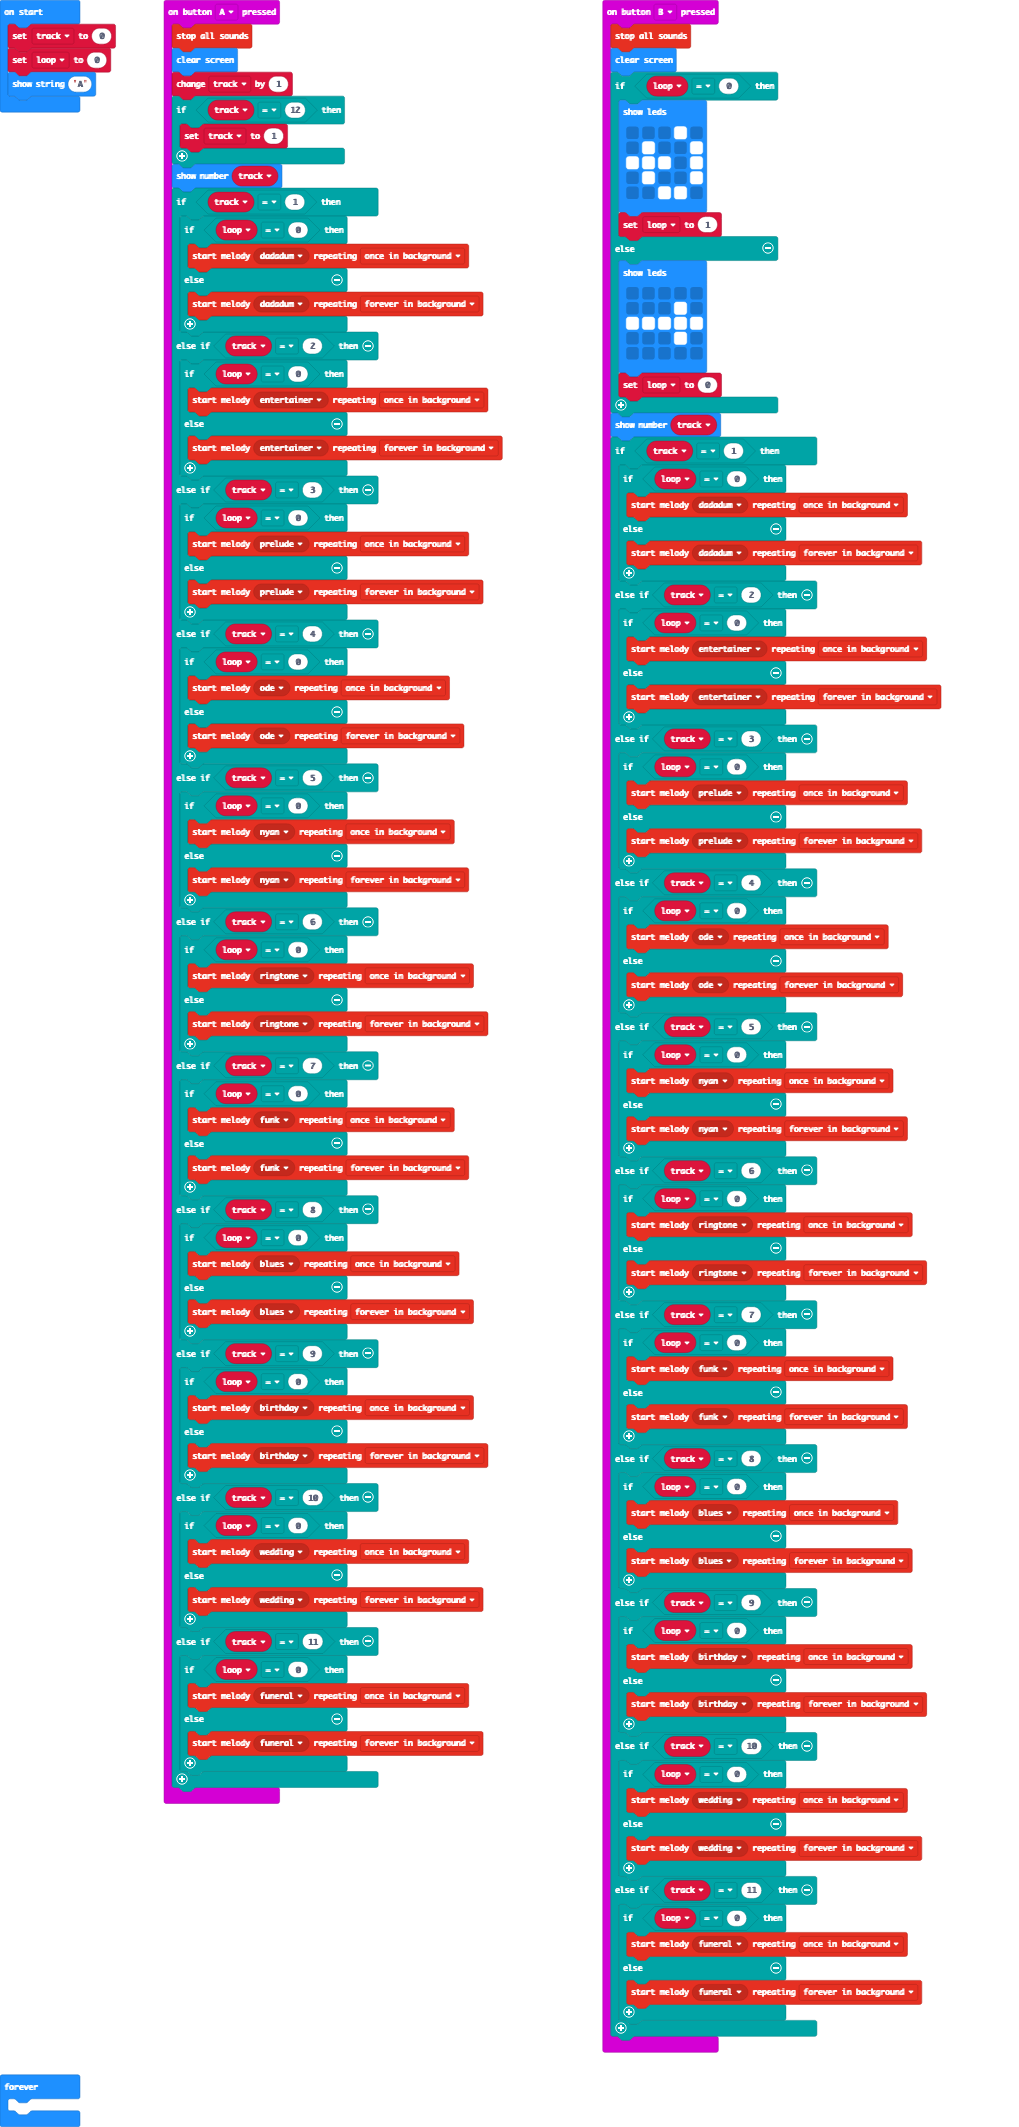 on start
set track to 0
set loop to 0
show string "A"
on button A pressed
stop all sounds
clear screen
change track by 1
if track = 12 then
set track to 1
show number track
if track = 1 then
if loop = 0 then
start melody dadadum repeating once in background
else
start melody dadadum repeating forever in background
else if track = 2 then
if loop = 0 then
start melody entertainer repeating once in background
else
start melody entertainer repeating forever in background
else if track = 3 then
if loop = 0 then
start melody prelude repeating once in background
else
start melody prelude repeating forever in background
else if track = 4 then
if loop = 0 then
start melody ode repeating once in background
else
start melody ode repeating forever in background
else if track = 5 then
if loop = 0 then
start melody nyan repeating once in background
else
start melody nyan repeating forever in background
else if track = 6 then
if loop = 0 then
start melody ringtone repeating once in background
else
start melody ringtone repeating forever in background
else if track = 7 then
if loop = 0 then
start melody funk repeating once in background
else
start melody funk repeating forever in background
else if track = 8 then
if loop = 0 then
start melody blues repeating once in background
else
start melody blues repeating forever in background
else if track = 9 then
if loop = 0 then
start melody birthday repeating once in background
else
start melody birthday repeating forever in background
else if track = 10 then
if loop = 0 then
start melody wedding repeating once in background
else
start melody wedding repeating forever in background
else if track = 11 then
if loop = 0 then
start melody funeral repeating once in background
else
start melody funeral repeating forever in background
on button B pressed
stop all sounds
clear screen
if loop = 0 then
show leds
set loop to 1
else
show leds
set loop to 0
show number track
if track = 1 then
if loop = 0 then
start melody dadadum repeating once in background
else
start melody dadadum repeating forever in background
else if track = 2 then
if loop = 0 then
start melody entertainer repeating once in background
else
start melody entertainer repeating forever in background
else if track = 3 then
if loop = 0 then
start melody prelude repeating once in background
else
start melody prelude repeating forever in background
else if track = 4 then
if loop = 0 then
start melody ode repeating once in background
else
start melody ode repeating forever in background
else if track = 5 then
if loop = 0 then
start melody nyan repeating once in background
else
start melody nyan repeating forever in background
else if track = 6 then
if loop = 0 then
start melody ringtone repeating once in background
else
start melody ringtone repeating forever in background
else if track = 7 then
if loop = 0 then
start melody funk repeating once in background
else
start melody funk repeating forever in background
else if track = 8 then
if loop = 0 then
start melody blues repeating once in background
else
start melody blues repeating forever in background
else if track = 9 then
if loop = 0 then
start melody birthday repeating once in background
else
start melody birthday repeating forever in background
else if track = 10 then
if loop = 0 then
start melody wedding repeating once in background
else
start melody wedding repeating forever in background
else if track = 11 then
if loop = 0 then
start melody funeral repeating once in background
else
start melody funeral repeating forever in background
forever